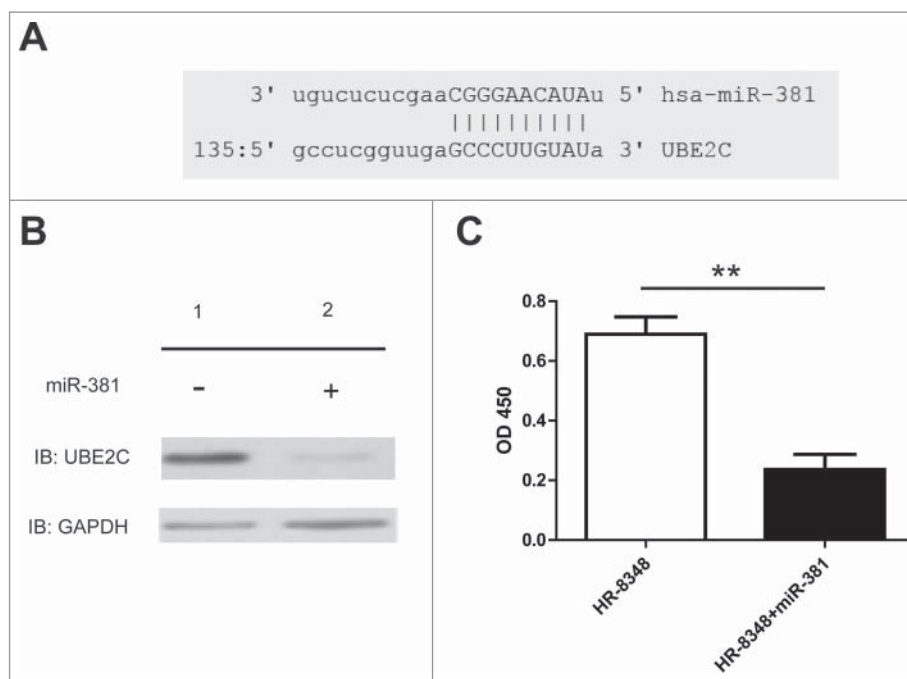 A
3' ugucucucgaaCGGGAACAUAu 5' hsa-miR-381
||||||||||
135:5' gccucgguugaGCCCUUGUAUa 3' UBE2C
B
1 2
miR-381 - +
IB: UBE2C
IB: GAPDH
C
**
0.8
0.6
0.4
0.2
0.0
OD 450
HR-8348
HR-8348+miR-381